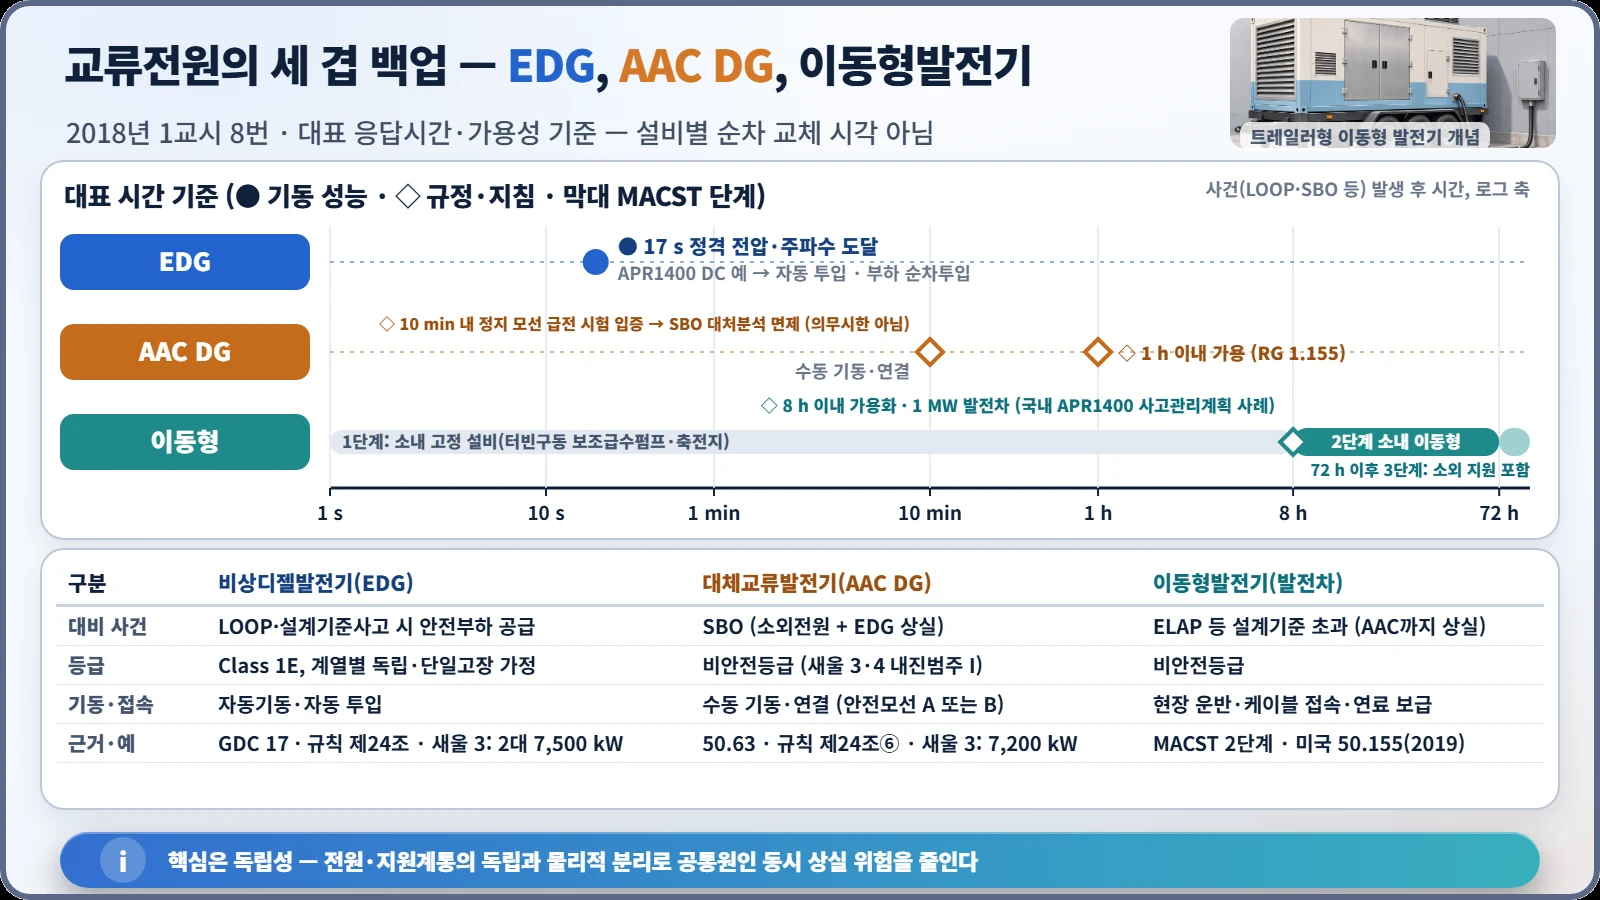 교류전원의 세 겹 백업 — EDG, AAC DG, 이동형발전기
2018년 1교시 8번 · 대표 응답시간·가용성 기준 — 설비별 순차 교체 시각 아님
트레일러형 이동형 발전기 개념
대표 시간 기준 (● 기동 성능 · ◇ 규정·지침 · 막대 MACST 단계)
사건(LOOP·SBO 등) 발생 후 시간, 로그 축
EDG
● 17 s 정격 전압·주파수 도달
APR1400 DC 예 → 자동 투입 · 부하 순차투입
◇ 10 min 내 정지 모선 급전 시험 입증 → SBO 대처분석 면제 (의무시한 아님)
AAC DG
◇ 1 h 이내 가용 (RG 1.155)
수동 기동·연결
◇ 8 h 이내 가용화 · 1 MW 발전차 (국내 APR1400 사고관리계획 사례)
이동형
1단계: 소내 고정 설비(터빈구동 보조급수펌프·축전지)
2단계 소내 이동형
72 h 이후 3단계: 소외 지원 포함
1 s 10 s 1 min 10 min 1 h 8 h 72 h
구분 비상디젤발전기(EDG) 대체교류발전기(AAC DG) 이동형발전기(발전차)
대비 사건 LOOP·설계기준사고 시 안전부하 공급 SBO (소외전원 + EDG 상실) ELAP 등 설계기준 초과 (AAC까지 상실)
등급 Class 1E, 계열별 독립·단일고장 가정 비안전등급 (새울 3·4 내진범주 I) 비안전등급
기동·접속 자동기동·자동 투입 수동 기동·연결 (안전모선 A 또는 B) 현장 운반·케이블 접속·연료 보급
근거·예 GDC 17 · 규칙 제24조 · 새울 3: 2대 7,500 kW 50.63 · 규칙 제24조⑥ · 새울 3: 7,200 kW MACST 2단계 · 미국 50.155(2019)
i 핵심은 독립성 — 전원·지원계통의 독립과 물리적 분리로 공통원인 동시 상실 위험을 줄인다